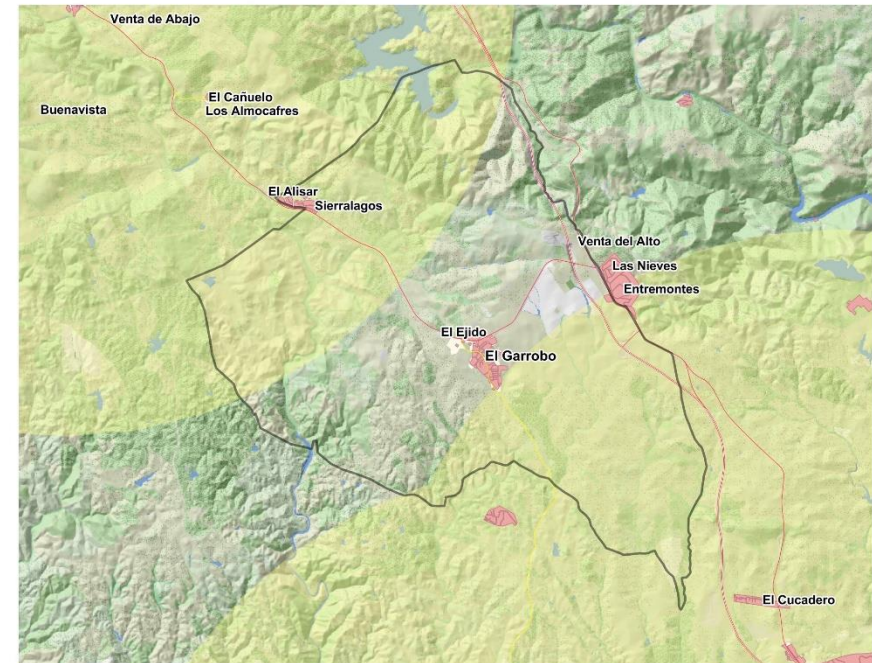 Venta de Abajo
El Cañuelo
Los Almocafres
Buenavista
El Alisar
Sierralagos
Venta del Alto
Las Nieves
Entremontes
El Ejido
El Garrobo
El Cucadero